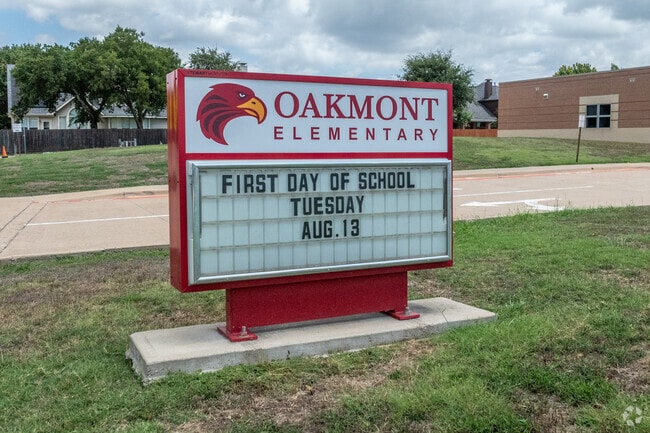 OAKMONT
ELEMENTARY
FIRST DAY OF SCHOOL
TUESDAY
AUG.13